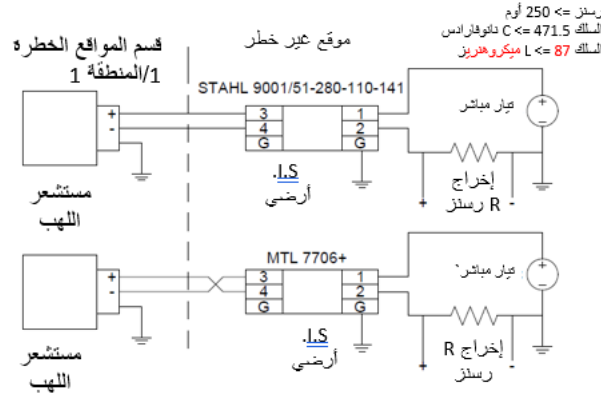 رسنز => 250 أوم
السلك C <= 471.5 نانوفارادس
السلك L <= 87 ميكروهنريز
قسم المواقع الخطره
1/المنطقة 1
موقع غير خطر
STAHL 9001/51-280-110-141
+
-
3
4
G
1
2
تيار مباشر
+
-
I.S.
أرضي
إخراج
R رسنز
+
-
مستشعر
اللهب
MTL 7706+
+
-
3
4
G
1
2
تيار مباشر`
+
-
I.S.
أرضي
إخراج R
رسنز
+
-
مستشعر
اللهب